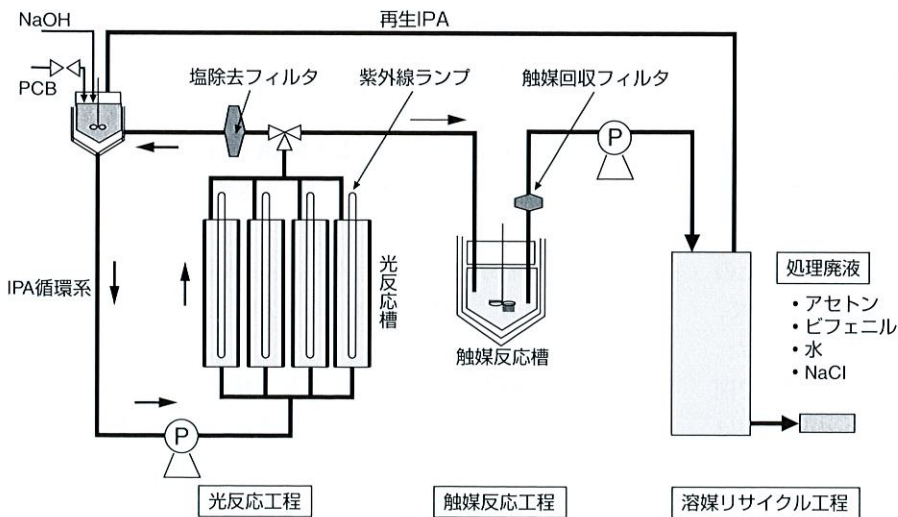 NaOH
再生IPA
PCB
塩除去フィルタ
紫外線ランプ
触媒回収フィルタ
P
光反応槽
IPA循環系
触媒反応槽
処理廃液
・アセトン
・ビフェニル
・水
・NaCl
P
光反応工程
触媒反応工程
溶媒リサイクル工程